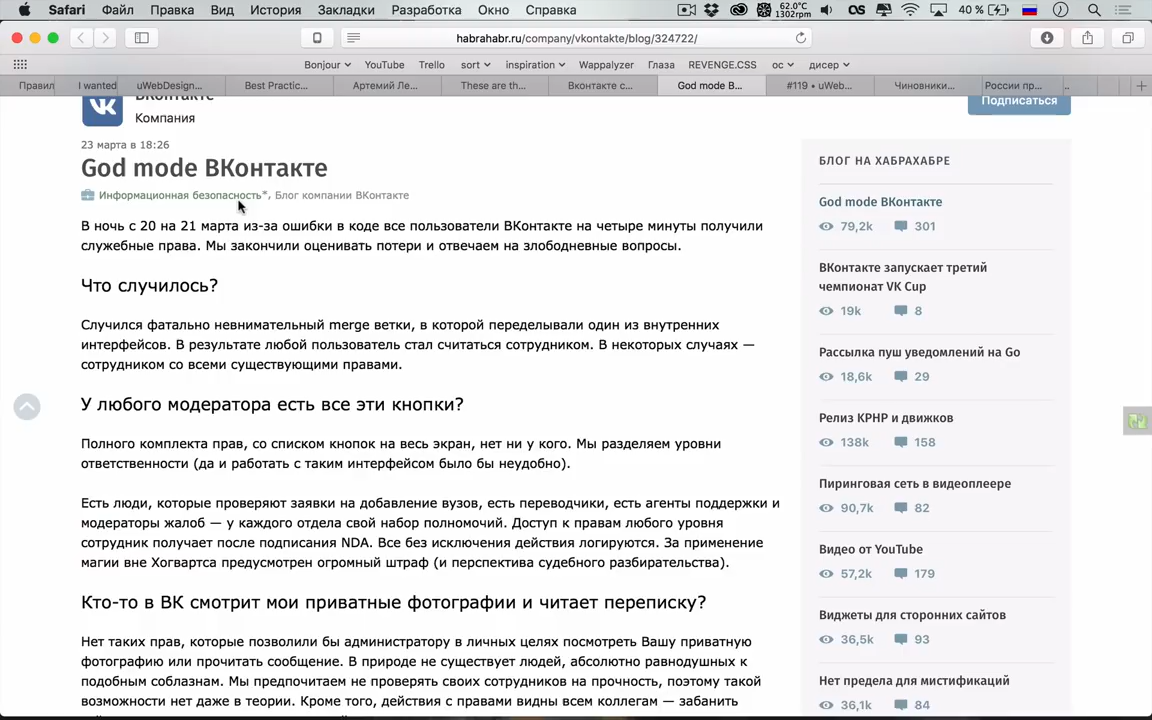 Safari Файл Правка Вид История Закладки Разработка Окно Справка 62.0°C 1302rpm 40 %
habrahabr.ru/company/vkontakte/blog/324722/
Bonjour YouTube Trello sort inspiration Wappalyzer Глаза REVENGE.CSS ос дисер
Правил I wanted uWebDesign... Best Practic... Артемий Ле... These are th... Вконтакте с... God mode В... #119 • uWeb... Чиновники... России пр... ..
ВКонтакте
Компания
Подписаться
23 марта в 18:26
God mode ВКонтакте
Информационная безопасность*, Блог компании ВКонтакте
В ночь с 20 на 21 марта из-за ошибки в коде все пользователи ВКонтакте на четыре минуты получили
служебные права. Мы закончили оценивать потери и отвечаем на злободневные вопросы.
Что случилось?
Случился фатально невнимательный merge ветки, в которой переделывали один из внутренних
интерфейсов. В результате любой пользователь стал считаться сотрудником. В некоторых случаях —
сотрудником со всеми существующими правами.
У любого модератора есть все эти кнопки?
Полного комплекта прав, со списком кнопок на весь экран, нет ни у кого. Мы разделяем уровни
ответственности (да и работать с таким интерфейсом было бы неудобно).
Есть люди, которые проверяют заявки на добавление вузов, есть переводчики, есть агенты поддержки и
модераторы жалоб — у каждого отдела свой набор полномочий. Доступ к правам любого уровня
сотрудник получает после подписания NDA. Все без исключения действия логируются. За применение
магии вне Хогвартса предусмотрен огромный штраф (и перспектива судебного разбирательства).
Кто-то в ВК смотрит мои приватные фотографии и читает переписку?
Нет таких прав, которые позволили бы администратору в личных целях посмотреть Вашу приватную
фотографию или прочитать сообщение. В природе не существует людей, абсолютно равнодушных к
подобным соблазнам. Мы предпочитаем не проверять своих сотрудников на прочность, поэтому такой
возможности нет даже в теории. Кроме того, действия с правами видны всем коллегам — забанить
БЛОГ НА ХАБРАХАБРЕ
God mode ВКонтакте
79,2k 301
ВКонтакте запускает третий
чемпионат VK Cup
19k 8
Рассылка пуш уведомлений на Go
18,6k 29
Релиз KPHP и движков
138k 158
Пиринговая сеть в видеоплеере
90,7k 82
Видео от YouTube
57,2k 179
Виджеты для сторонних сайтов
36,5k 93
Нет предела для мистификаций
36,1k 84